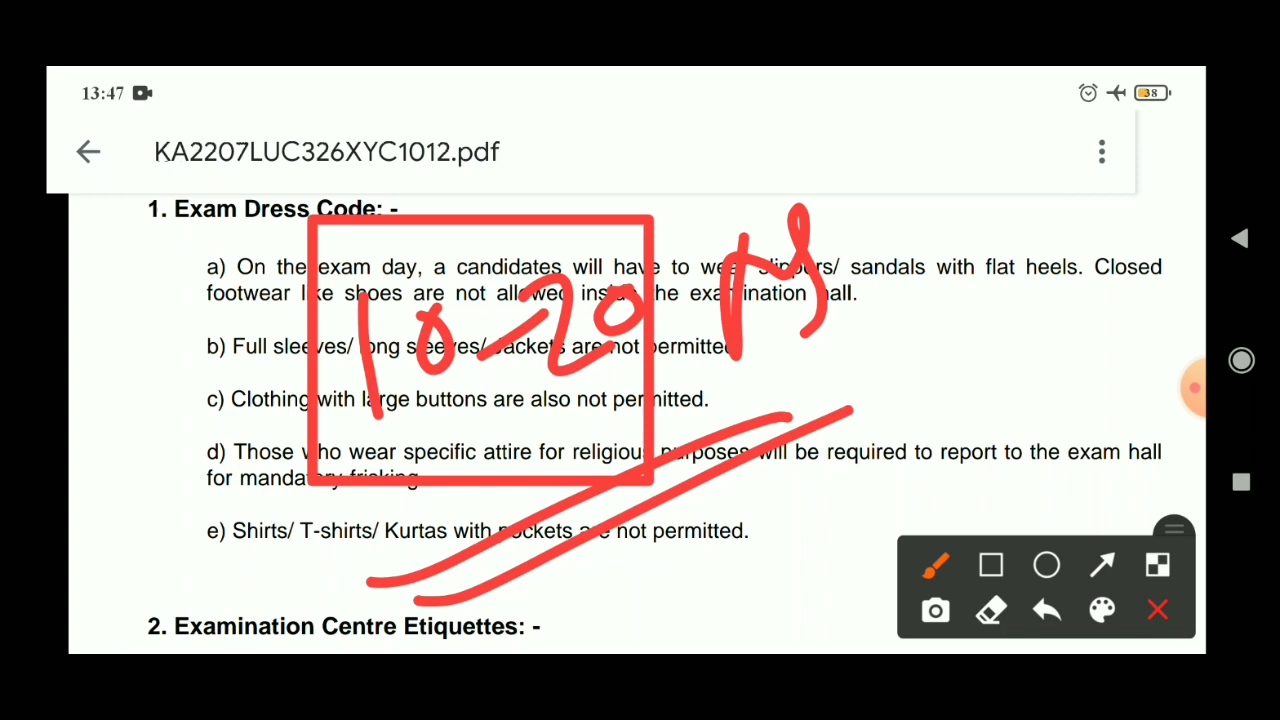 13:47
38
KA2207LUC326XYC1012.pdf
1. Exam Dress Code: -
a) On the exam day, a candidates will have to wear slippers/ sandals with flat heels. Closed
footwear like shoes are not allowed inside the examination hall.
b) Full sleeves/ long sleeves/ Jackets are not permitted.
c) Clothing with large buttons are also not permitted.
d) Those who wear specific attire for religious purposes will be required to report to the exam hall
for mandatory frisking.
e) Shirts/ T-shirts/ Kurtas with pockets are not permitted.
10-20
2. Examination Centre Etiquettes: -